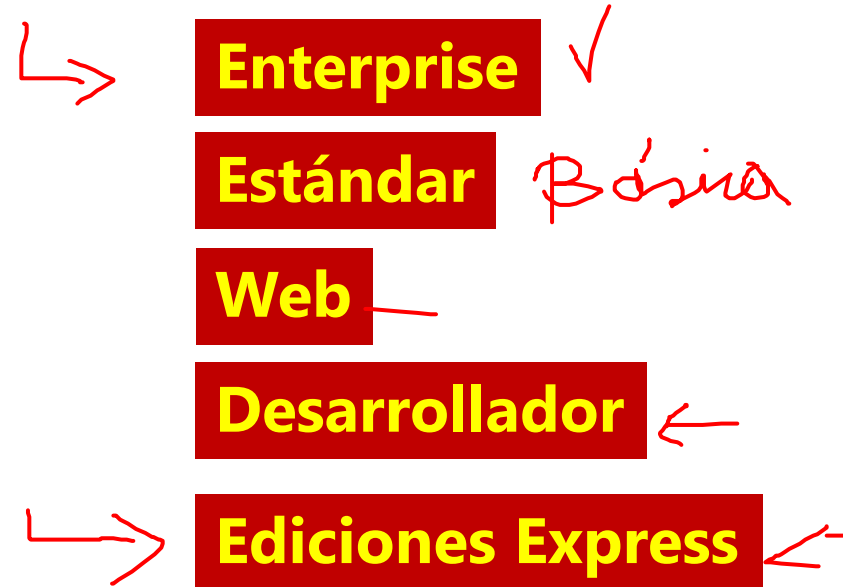 Enterprise
Estándar Básica
Web
Desarrollador
Ediciones Express